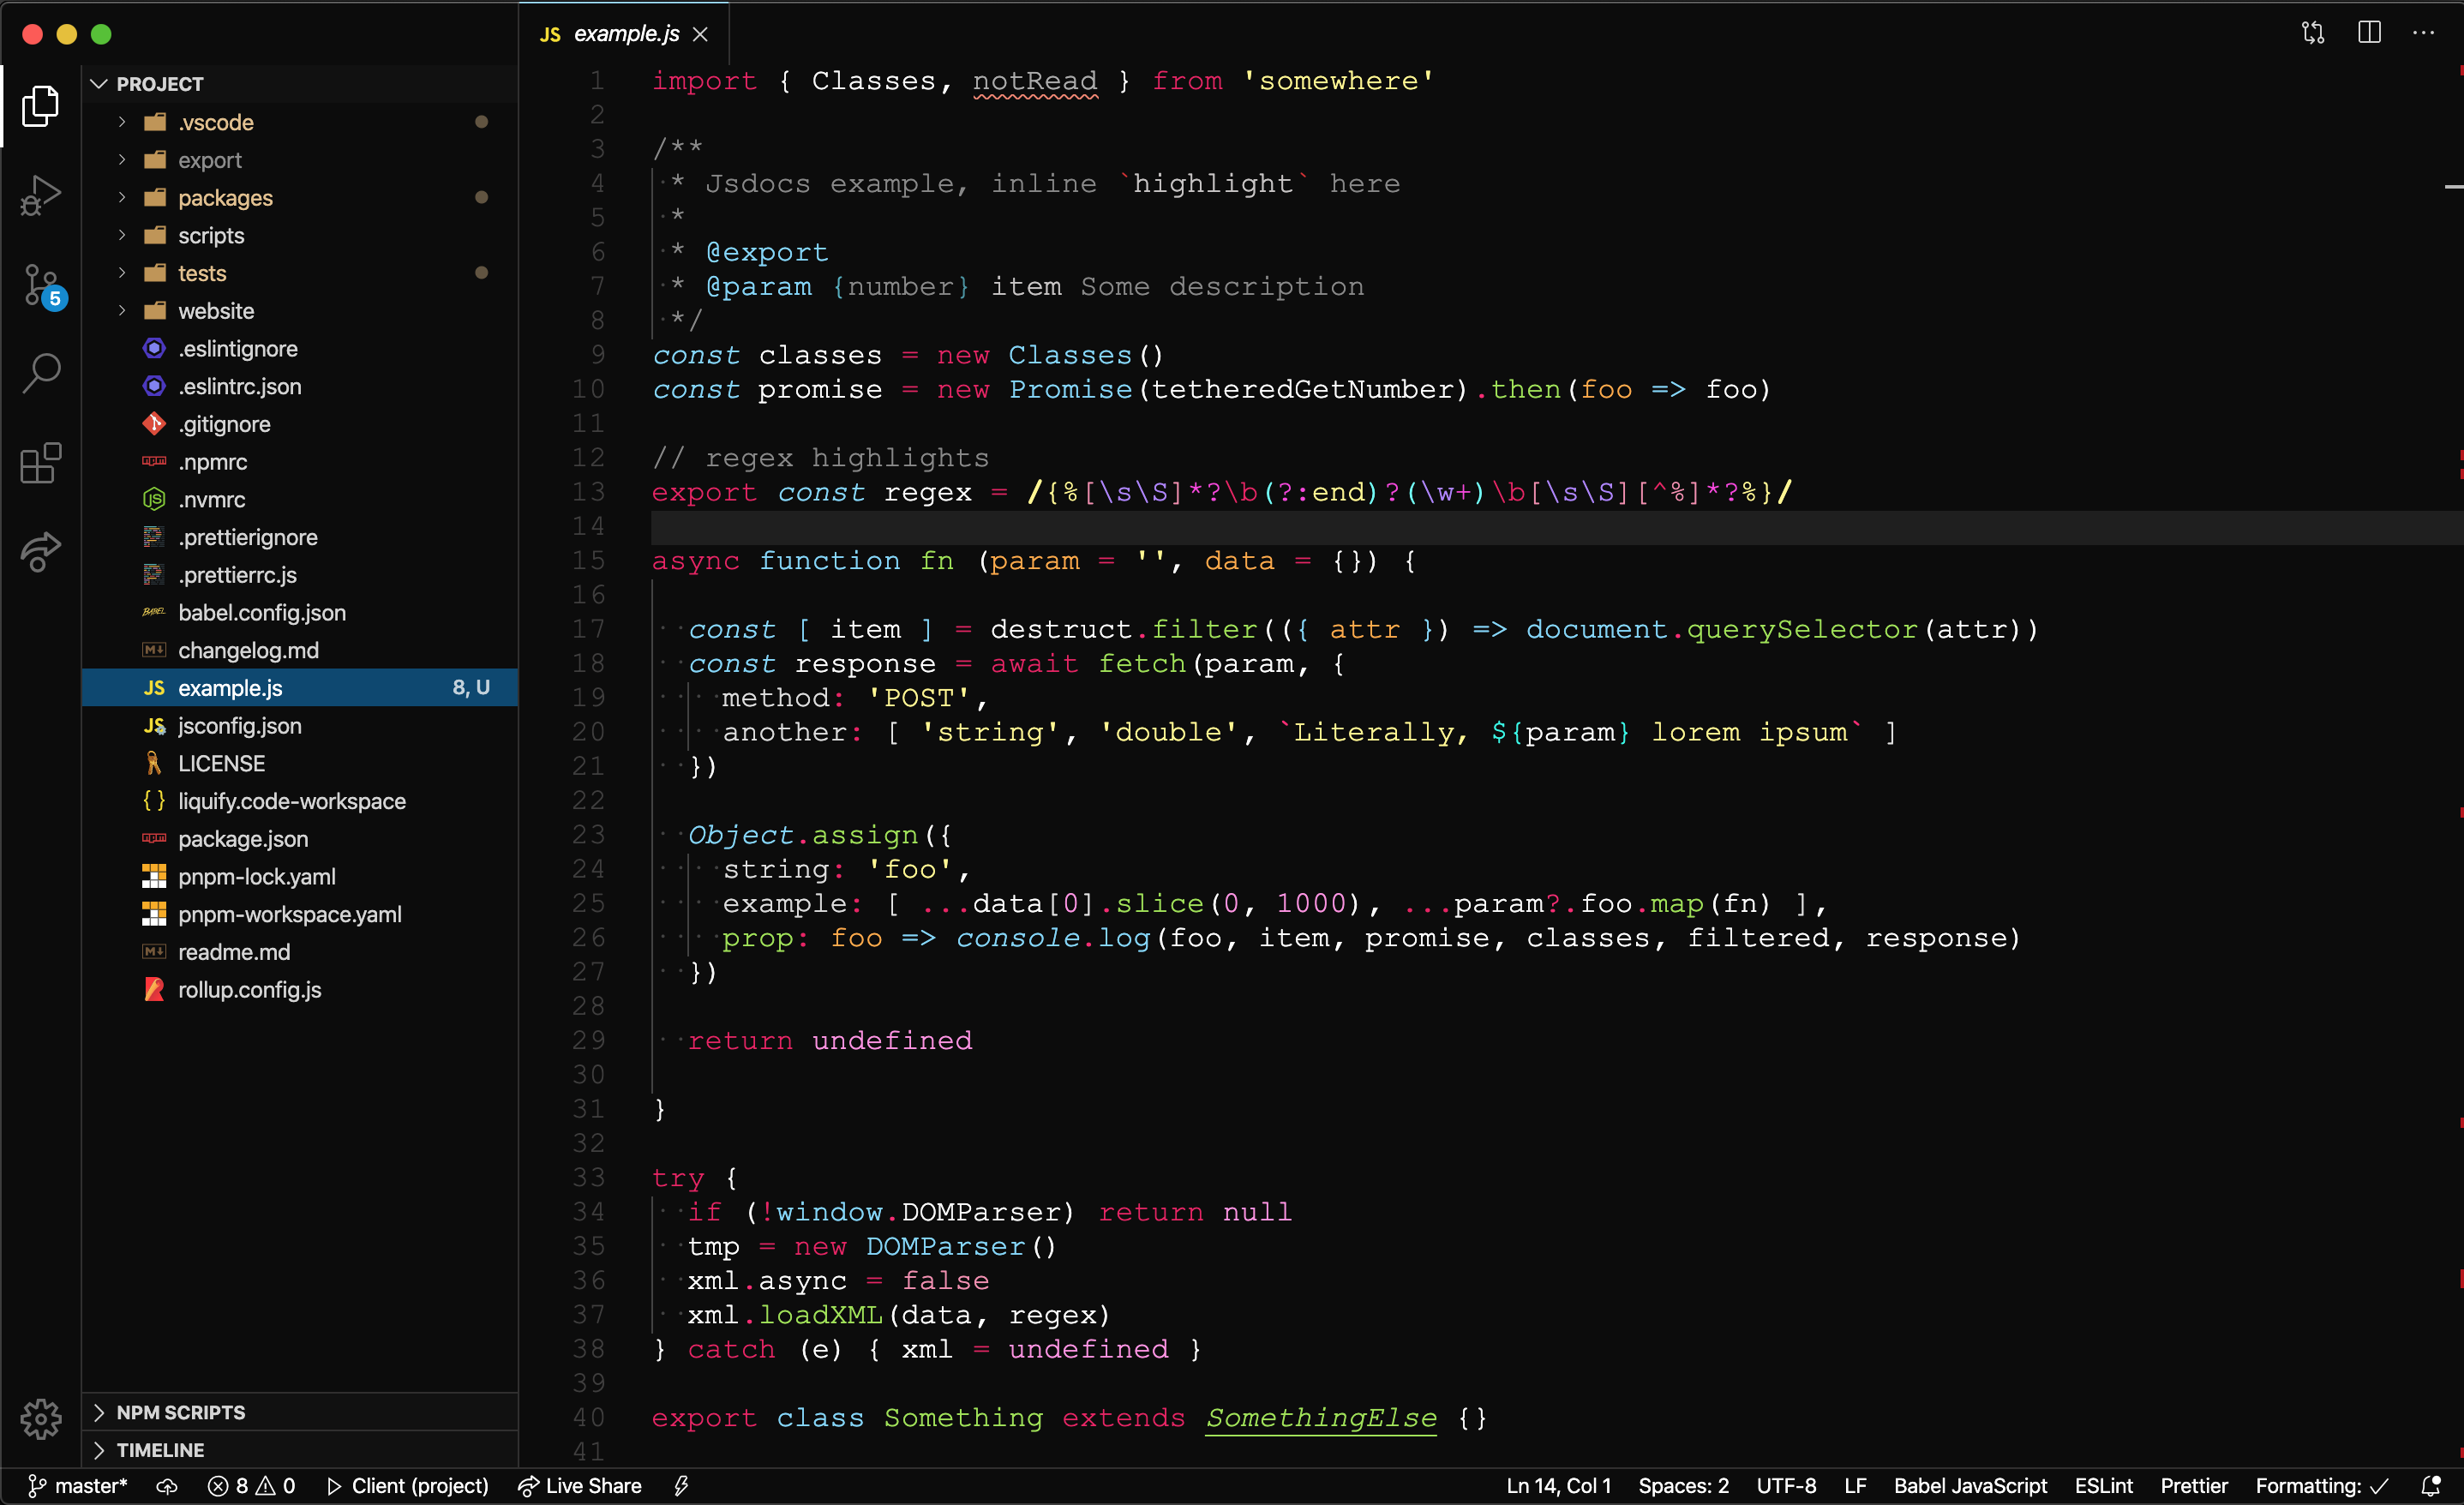 JS example.js
PROJECT
.vscode
export
packages
scripts
tests
website
.eslintignore
.eslintrc.json
.gitignore
.npmrc
.nvmrc
.prettierignore
.prettierrc.js
babel.config.json
changelog.md
JS example.js 8, U
jsconfig.json
LICENSE
liquify.code-workspace
package.json
pnpm-lock.yaml
pnpm-workspace.yaml
readme.md
rollup.config.js
NPM SCRIPTS
TIMELINE
5
1 import { Classes, notRead } from 'somewhere'
2
3 /**
4 * Jsdocs example, inline `highlight` here
5 *
6 * @export
7 * @param {number} item Some description
8 */
9 const classes = new Classes()
10 const promise = new Promise(tetheredGetNumber).then(foo => foo)
11
12 // regex highlights
13 export const regex = /{%[\s\S]*?\b(?:end)?(\w+)\b[\s\S][^%]*?%}/
14
15 async function fn (param = '', data = {}) {
16
17 const [ item ] = destruct.filter(({ attr }) => document.querySelector(attr))
18 const response = await fetch(param, {
19 method: 'POST',
20 another: [ 'string', 'double', `Literally, ${param} lorem ipsum` ]
21 })
22
23 Object.assign({
24 string: 'foo',
25 example: [ ...data[0].slice(0, 1000), ...param?.foo.map(fn) ],
26 prop: foo => console.log(foo, item, promise, classes, filtered, response)
27 })
28
29 return undefined
30
31 }
32
33 try {
34 if (!window.DOMParser) return null
35 tmp = new DOMParser()
36 xml.async = false
37 xml.loadXML(data, regex)
38 } catch (e) { xml = undefined }
39
40 export class Something extends SomethingElse {}
41
master* 8 0 Client (project) Live Share Ln 14, Col 1 Spaces: 2 UTF-8 LF Babel JavaScript ESLint Prettier Formatting: ✓